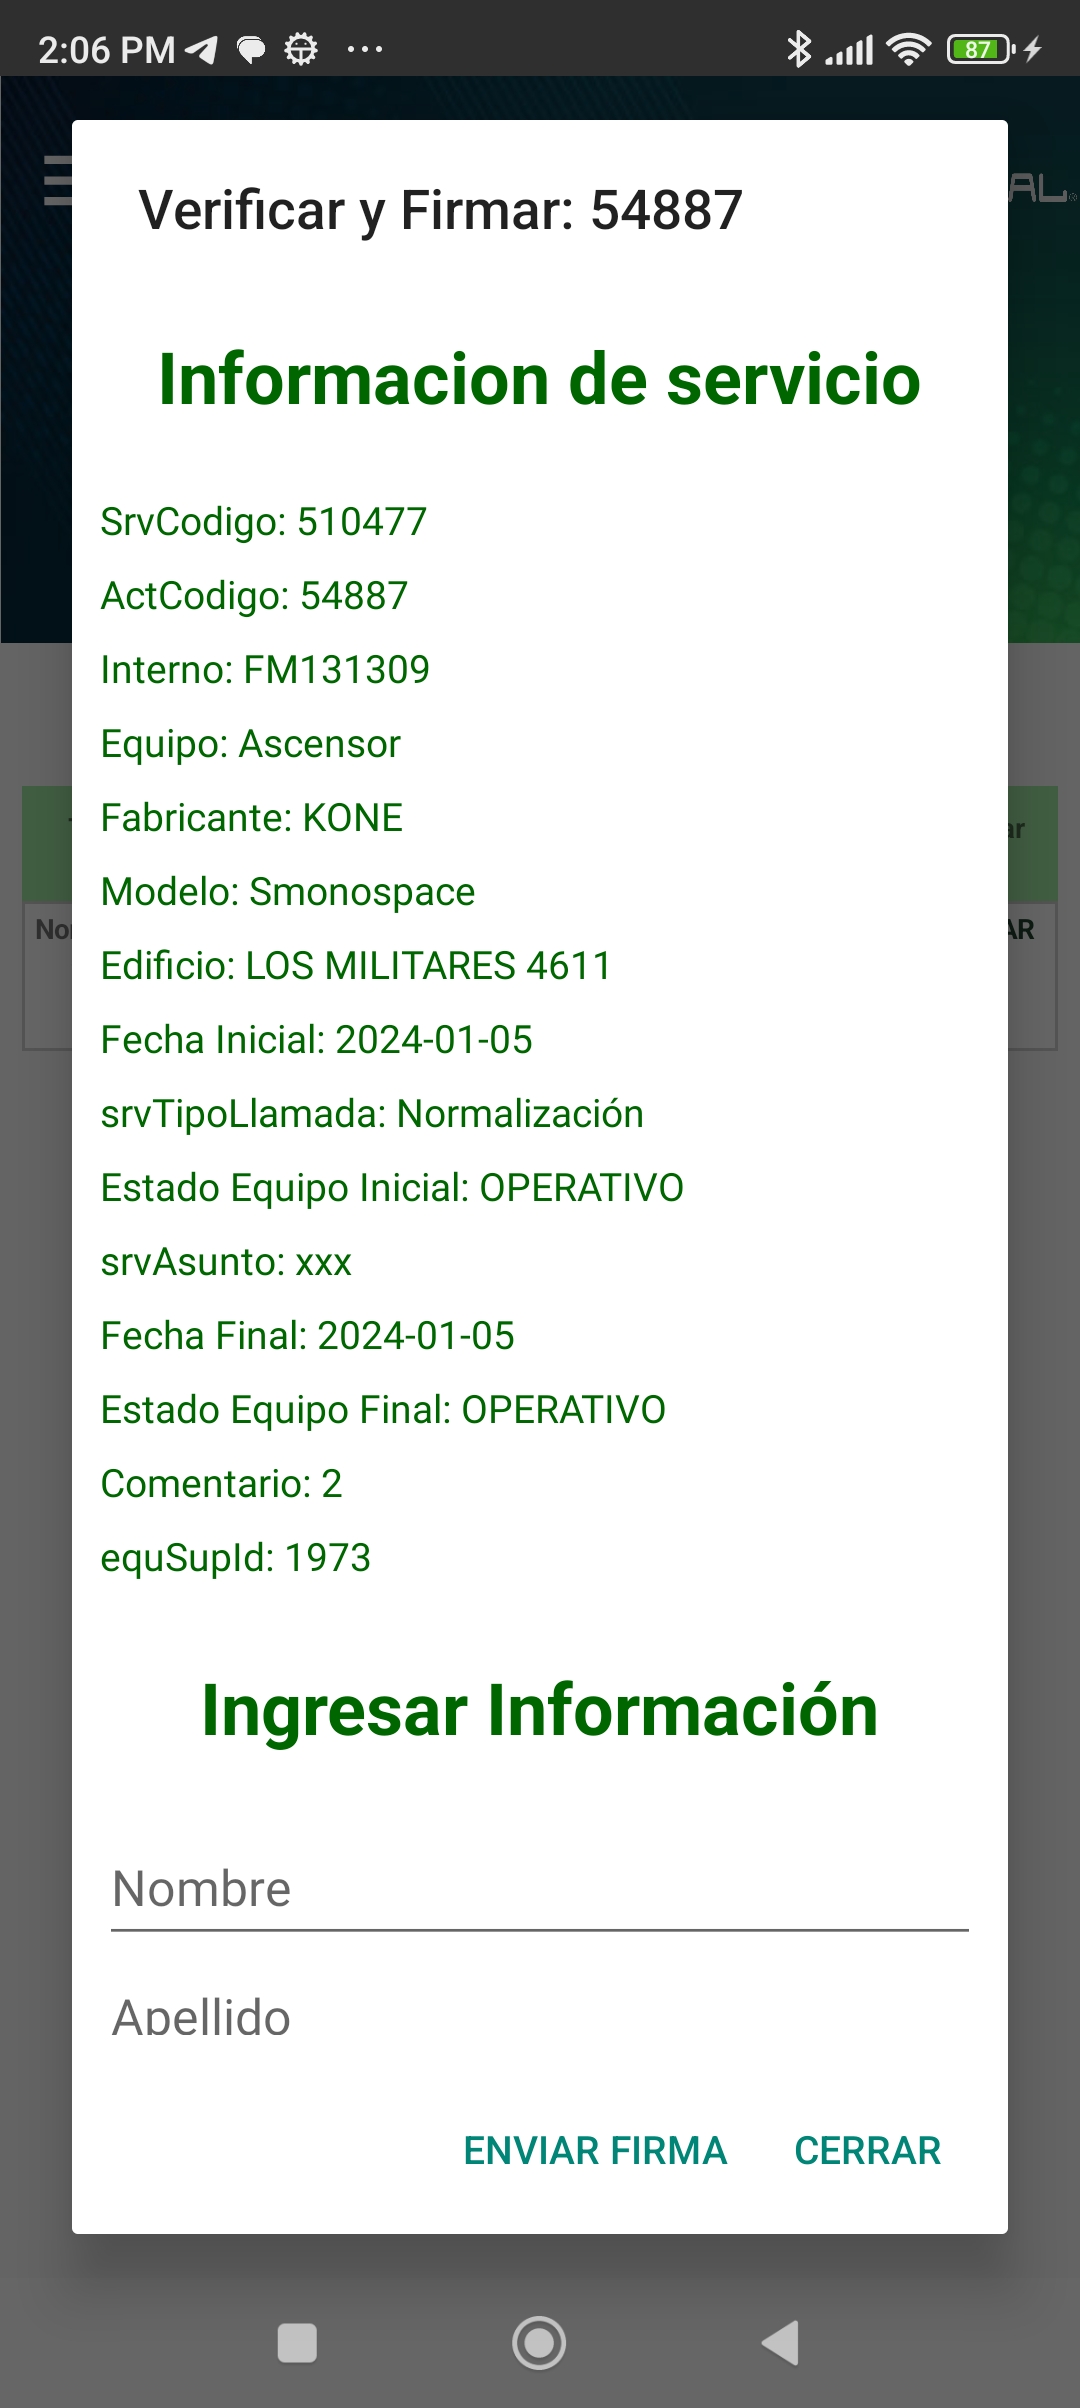 2:06 PM
87
AL
Verificar y Firmar: 54887
Informacion de servicio
SrvCodigo: 510477
ActCodigo: 54887
Interno: FM131309
Equipo: Ascensor
Fabricante: KONE
Modelo: Smonospace
Edificio: LOS MILITARES 4611
Fecha Inicial: 2024-01-05
srvTipoLlamada: Normalización
Estado Equipo Inicial: OPERATIVO
srvAsunto: xxx
Fecha Final: 2024-01-05
Estado Equipo Final: OPERATIVO
Comentario: 2
equSupId: 1973
Ingresar Información
Nombre
Apellido
ENVIAR FIRMA CERRAR